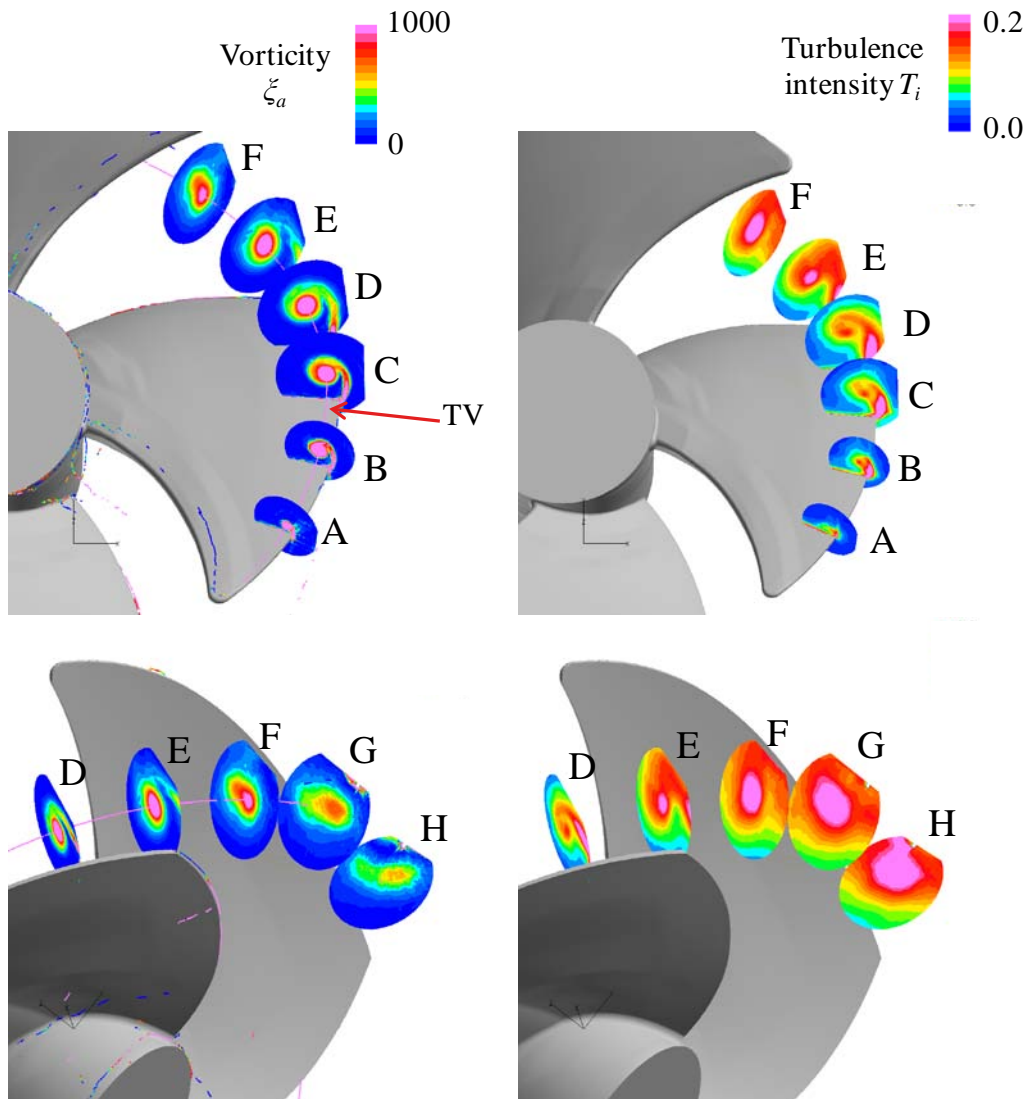 1000
Vorticity
ξa
0
0.2
Turbulence
intensity Ti
0.0
F
E
D
C
TV
B
A
F
E
D
C
B
A
D
E
F
G
H
D
E
F
G
H